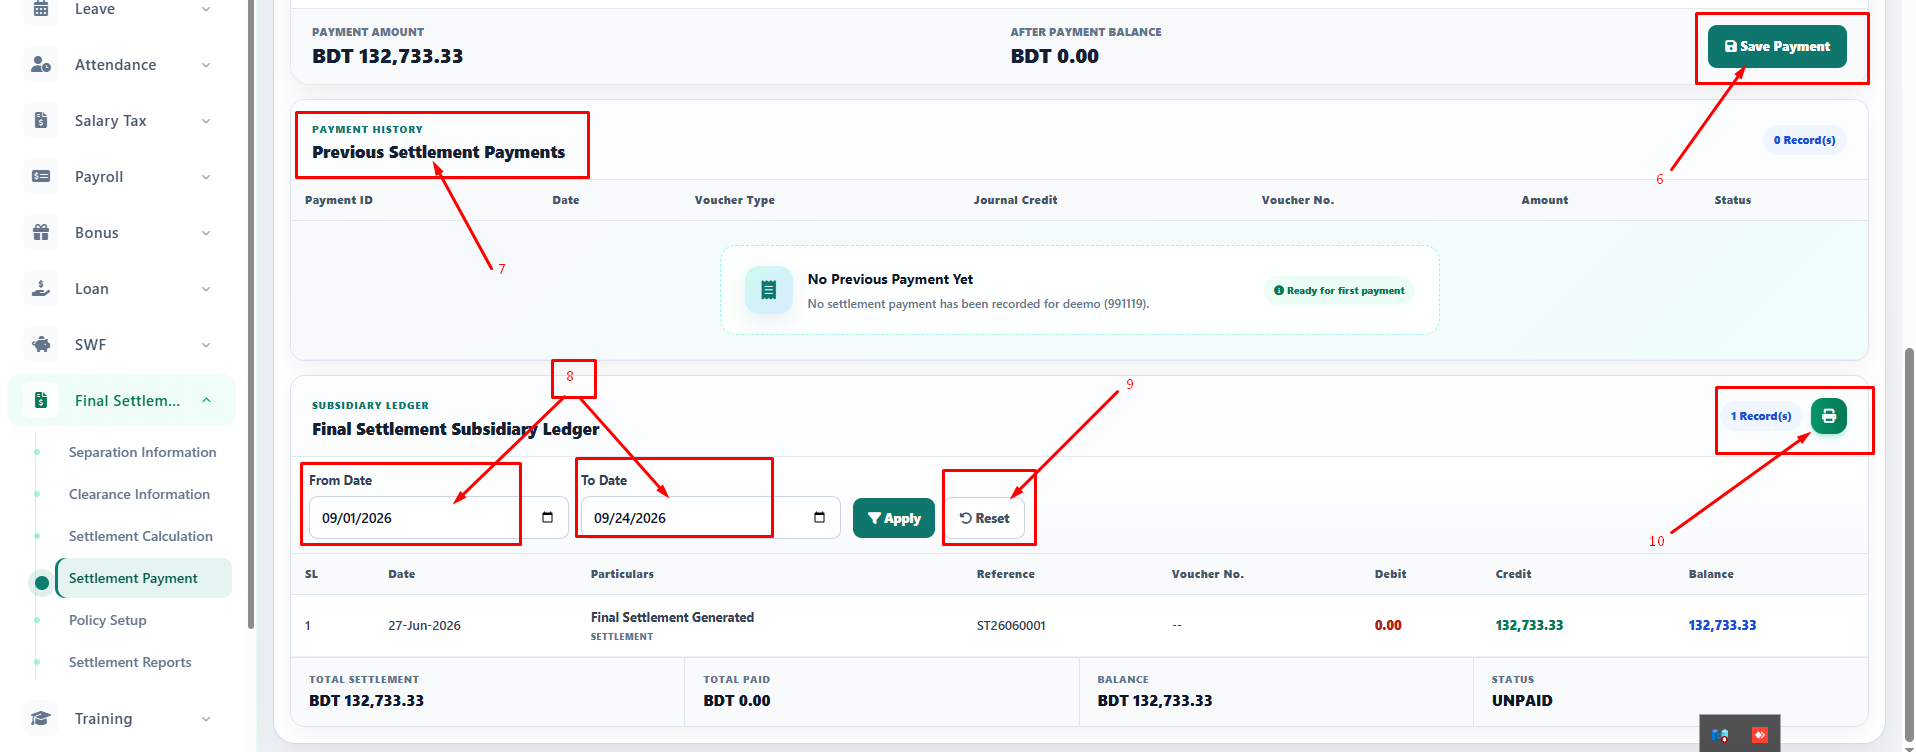 Leave
Attendance
Salary Tax
Payroll
Bonus
Loan
SWF
Final Settlem...
Separation Information
Clearance Information
Settlement Calculation
Settlement Payment
Policy Setup
Settlement Reports
Training
PAYMENT AMOUNT
BDT 132,733.33
AFTER PAYMENT BALANCE
BDT 0.00
Save Payment
6
PAYMENT HISTORY
Previous Settlement Payments
0 Record(s)
7
Payment ID Date Voucher Type Journal Credit Voucher No. Amount Status
No Previous Payment Yet
No settlement payment has been recorded for deemo (991119).
Ready for first payment
8
9
SUBSIDIARY LEDGER
Final Settlement Subsidiary Ledger
1 Record(s)
10
From Date
09/01/2026
To Date
09/24/2026
Apply
Reset
SL Date Particulars Reference Voucher No. Debit Credit Balance
1 27-Jun-2026 Final Settlement Generated ST26060001 -- 0.00 132,733.33 132,733.33
SETTLEMENT
TOTAL SETTLEMENT
BDT 132,733.33
TOTAL PAID
BDT 0.00
BALANCE
BDT 132,733.33
STATUS
UNPAID